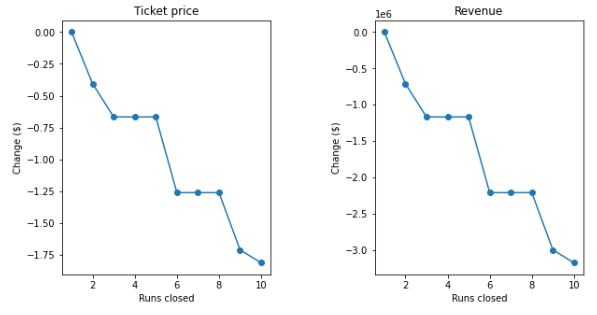 Ticket price
0.00
−0.25
−0.50
−0.75
−1.00
−1.25
−1.50
−1.75
Change ($)
2 4 6 8 10
Runs closed
Revenue
1e6
0.0
−0.5
−1.0
−1.5
−2.0
−2.5
−3.0
Change ($)
2 4 6 8 10
Runs closed